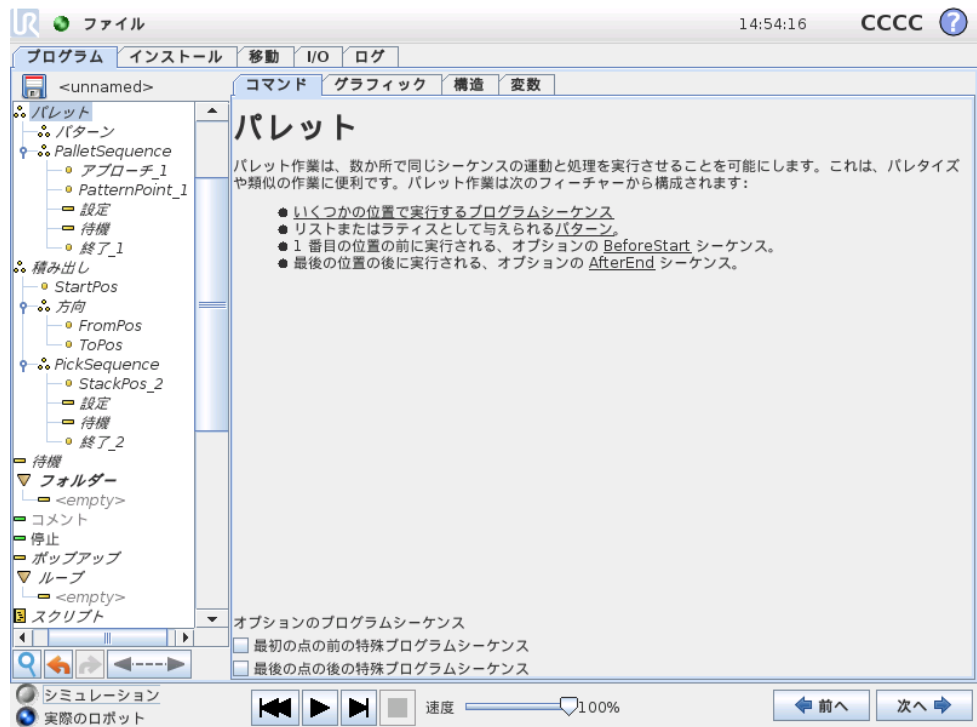 UR ファイル 14:54:16 CCCC ?
プログラム インストール 移動 I/O ログ
<unnamed>
コマンド グラフィック 構造 変数
パレット
パターン
PalletSequence
アプローチ_1
PatternPoint_1
設定
待機
終了_1
積み出し
StartPos
方向
FromPos
ToPos
PickSequence
StackPos_2
設定
待機
終了_2
待機
フォルダー
<empty>
コメント
停止
ポップアップ
ループ
<empty>
スクリプト
パレット
パレット作業は、数か所で同じシーケンスの運動と処理を実行させることを可能にします。これは、パレタイズ
や類似の作業に便利です。パレット作業は次のフィーチャーから構成されます:
● いくつかの位置で実行するプログラムシーケンス
● リストまたはラティスとして与えられるパターン。
● 1 番目の位置の前に実行される、オプションの BeforeStart シーケンス。
● 最後の位置の後に実行される、オプションの AfterEnd シーケンス。
オプションのプログラムシーケンス
最初の点の前の特殊プログラムシーケンス
最後の点の後の特殊プログラムシーケンス
シミュレーション
実際のロボット
速度 100%
前へ 次へ